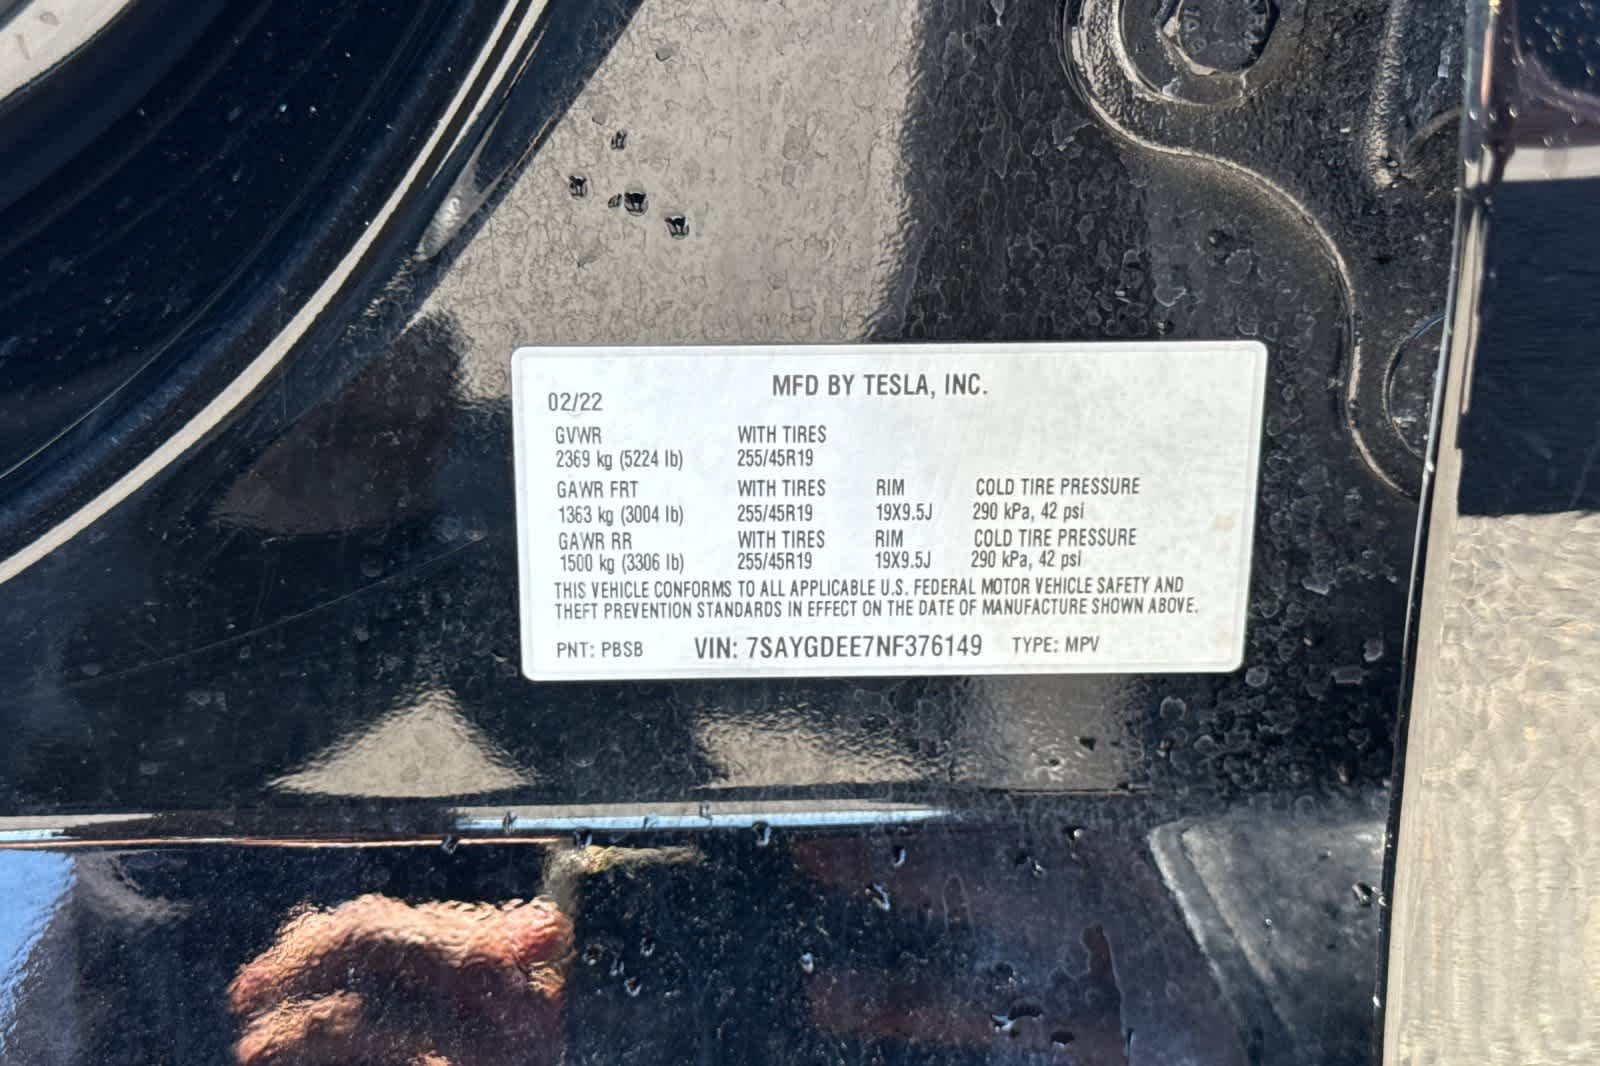 MFD BY TESLA, INC.
02/22
GVWR WITH TIRES
2369 kg (5224 lb) 255/45R19
GAWR FRT WITH TIRES RIM COLD TIRE PRESSURE
1363 kg (3004 lb) 255/45R19 19X9.5J 290 kPa, 42 psi
GAWR RR WITH TIRES RIM COLD TIRE PRESSURE
1500 kg (3306 lb) 255/45R19 19X9.5J 290 kPa, 42 psi
THIS VEHICLE CONFORMS TO ALL APPLICABLE U.S. FEDERAL MOTOR VEHICLE SAFETY AND
THEFT PREVENTION STANDARDS IN EFFECT ON THE DATE OF MANUFACTURE SHOWN ABOVE.
PNT: PBSB VIN: 7SAYGDEE7NF376149 TYPE: MPV